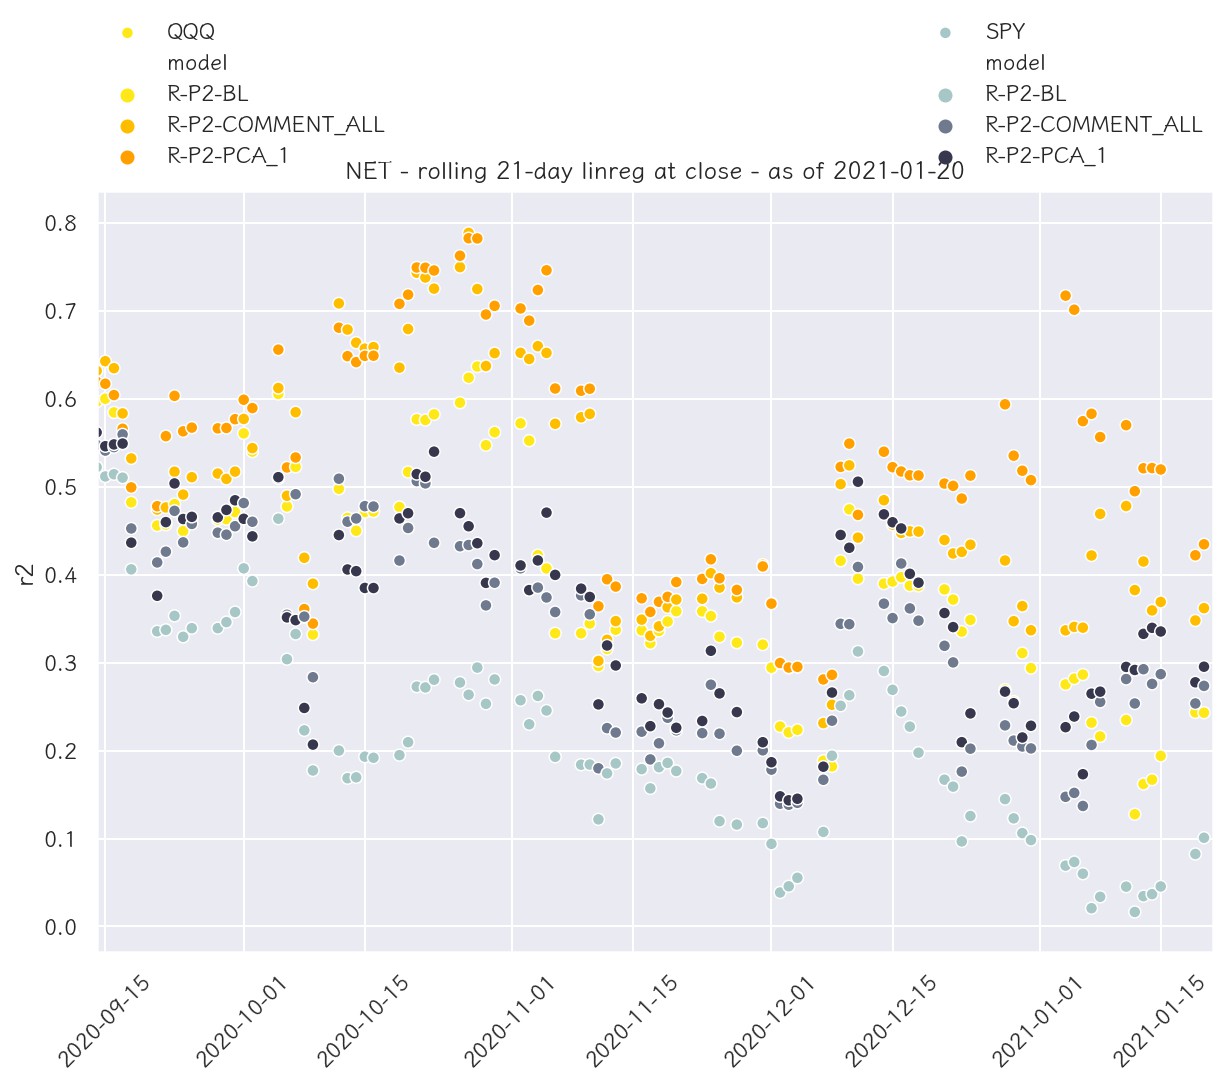 QQQ
model
R-P2-BL
R-P2-COMMENT_ALL
R-P2-PCA_1
SPY
model
R-P2-BL
R-P2-COMMENT_ALL
R-P2-PCA_1
NET - rolling 21-day linreg at close - as of 2021-01-20
0.8
0.7
0.6
0.5
0.4
0.3
0.2
0.1
0.0
r2
2020-09-15
2020-10-01
2020-10-15
2020-11-01
2020-11-15
2020-12-01
2020-12-15
2021-01-01
2021-01-15